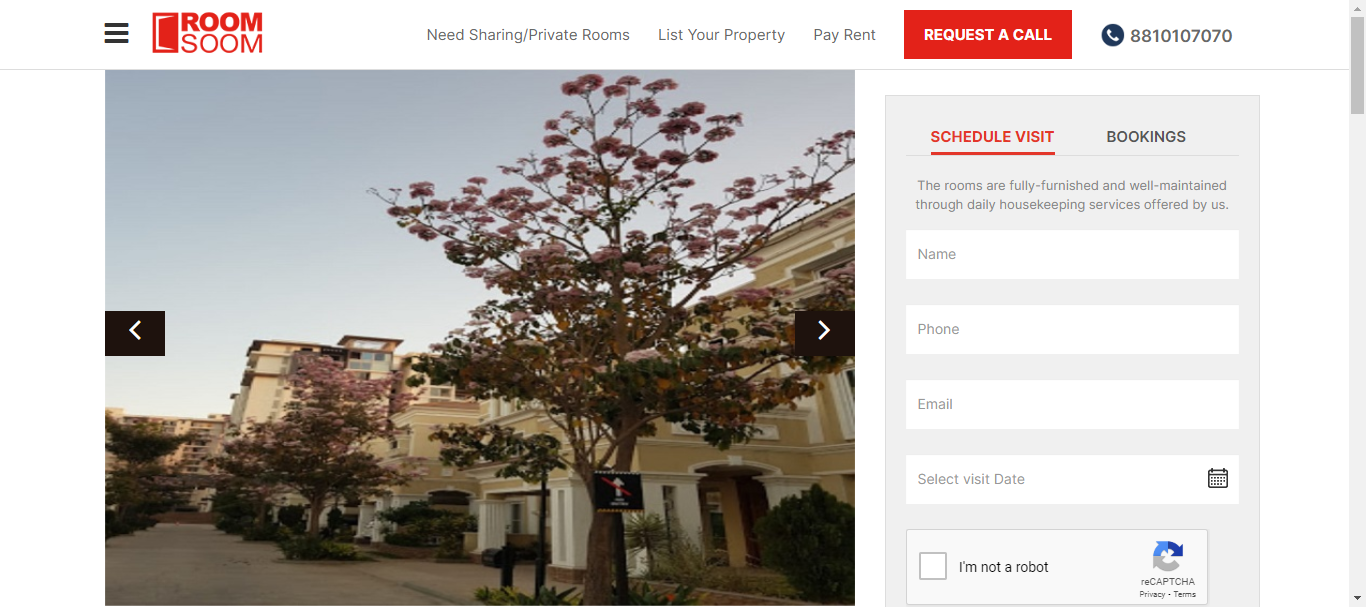 ROOM
SOOM
Need Sharing/Private Rooms
List Your Property
Pay Rent
REQUEST A CALL
8810107070
SCHEDULE VISIT
BOOKINGS
The rooms are fully-furnished and well-maintained
through daily housekeeping services offered by us.
Name
Phone
Email
Select visit Date
I'm not a robot
reCAPTCHA
Privacy - Terms